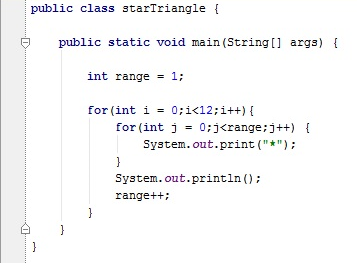 public class starTriangle {
public static void main(String[] args) {
int range = 1;
for(int i = 0;i<12;i++){
for(int j = 0;j<range;j++) {
System.out.print("*");
}
System.out.println();
range++;
}
}
}